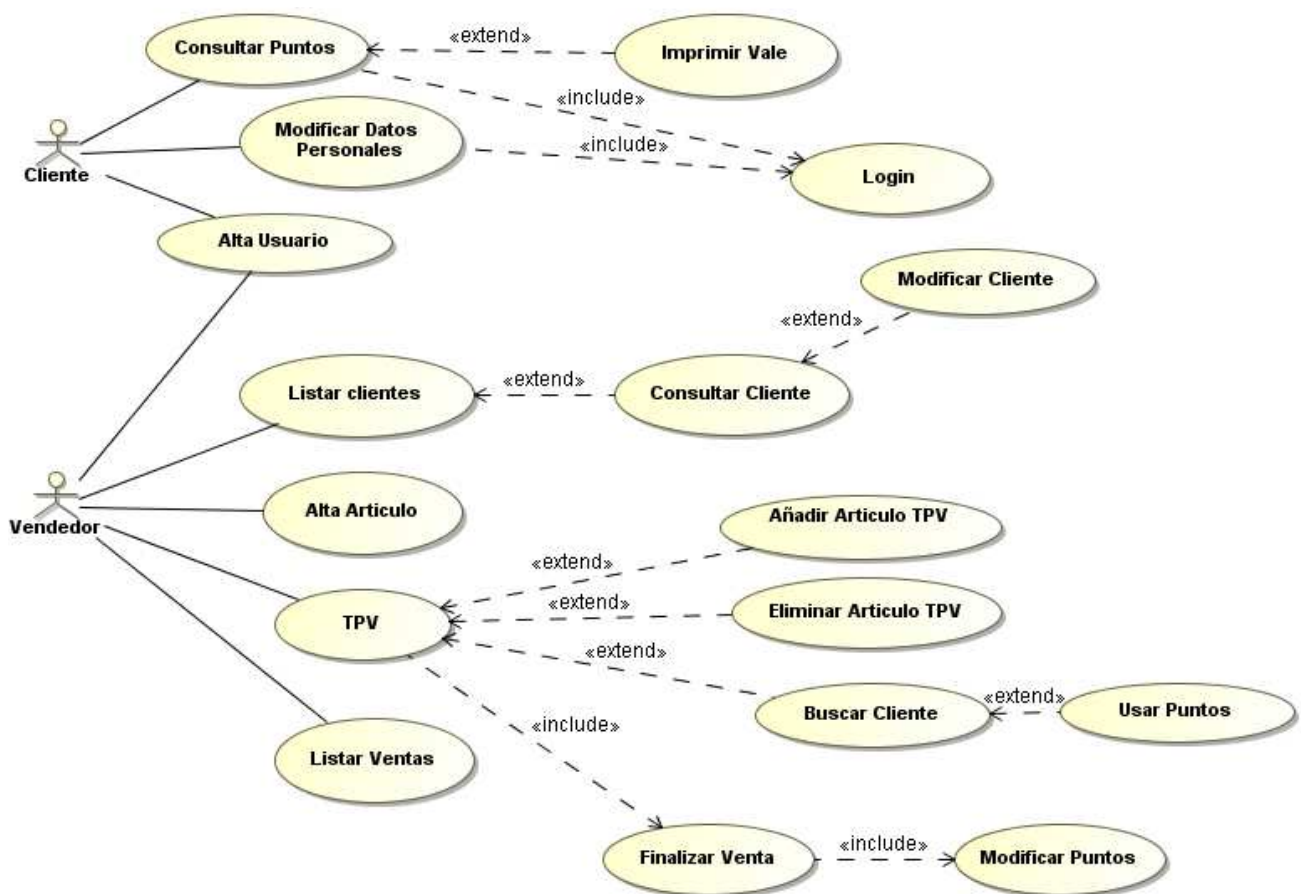 Consultar Puntos
«extend»
Imprimir Vale
«include»
Modificar Datos
Personales
«include»
Cliente
Login
Alta Usuario
Modificar Cliente
«extend»
Listar clientes
«extend»
Consultar Cliente
Vendedor
Alta Articulo
Añadir Articulo TPV
«extend»
TPV
«extend»
Eliminar Articulo TPV
«extend»
Buscar Cliente
«extend»
Usar Puntos
«include»
Listar Ventas
Finalizar Venta
«include»
Modificar Puntos